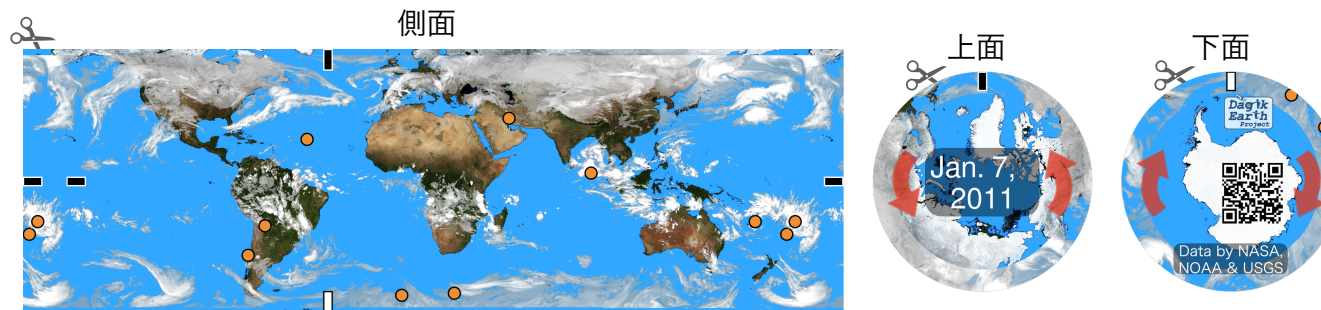 側面
上面
下面
Jan. 7,
2011
Dagik
Earth
Project
Data by NASA,
NOAA & USGS